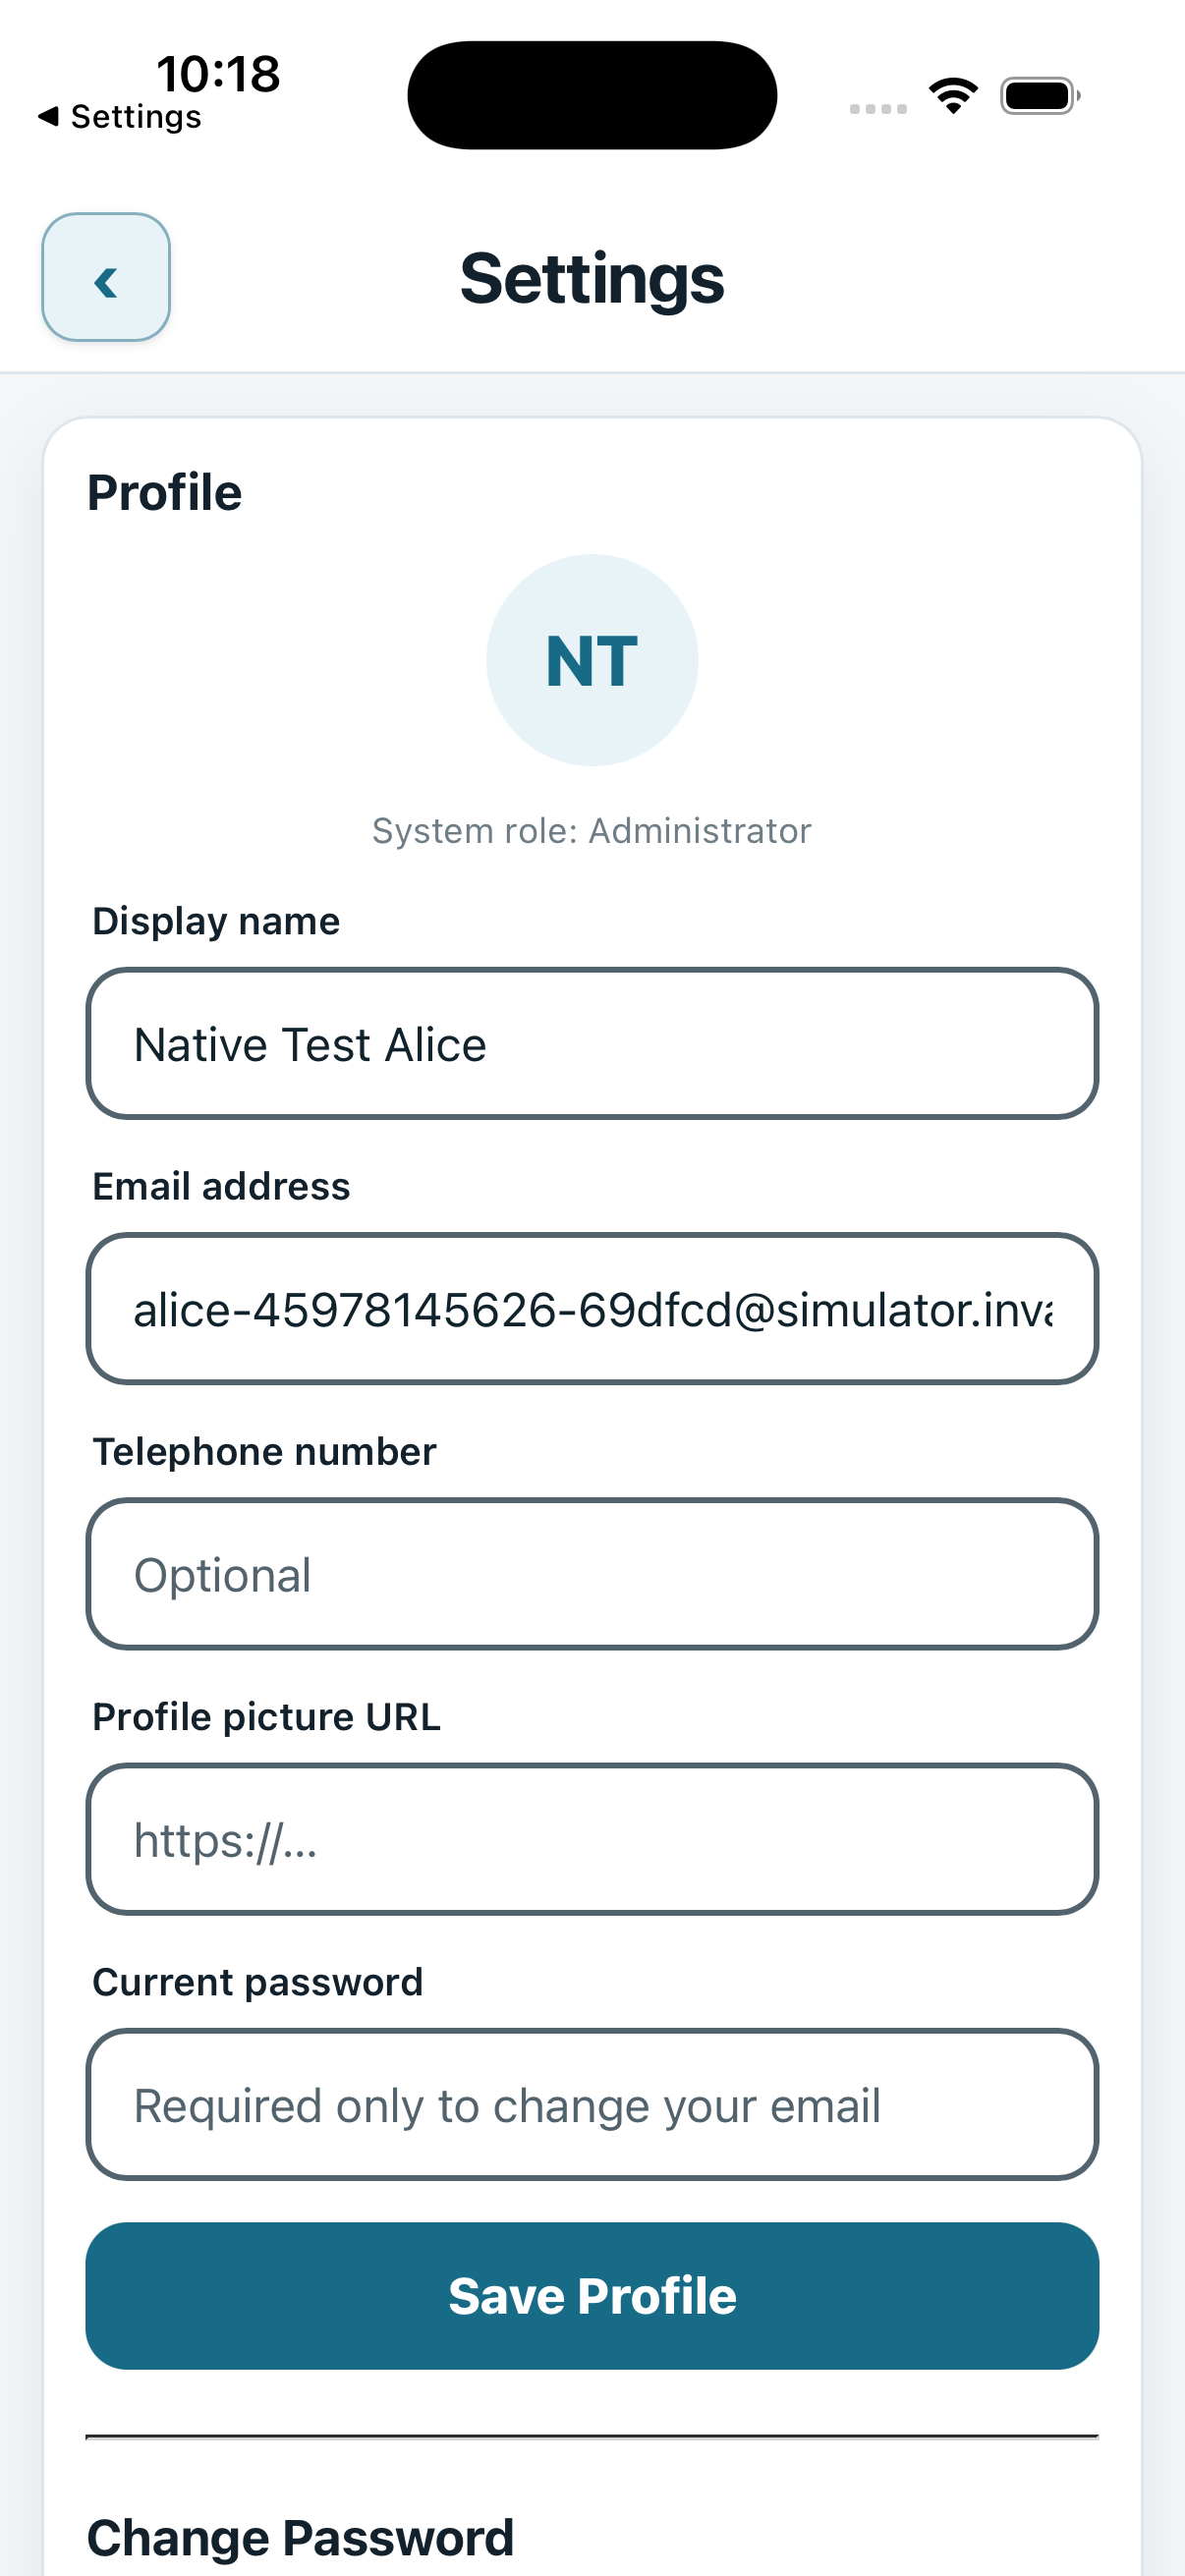 10:18
◀ Settings
‹
Settings
Profile
NT
System role: Administrator
Display name
Native Test Alice
Email address
alice-45978145626-69dfcd@simulator.inva
Telephone number
Optional
Profile picture URL
https://...
Current password
Required only to change your email
Save Profile
Change Password